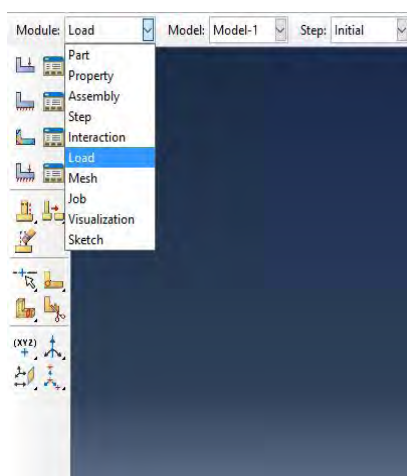 Module: Load Model: Model-1 Step: Initial
Part
Property
Assembly
Step
Interaction
Load
Mesh
Job
Visualization
Sketch
(XYZ)